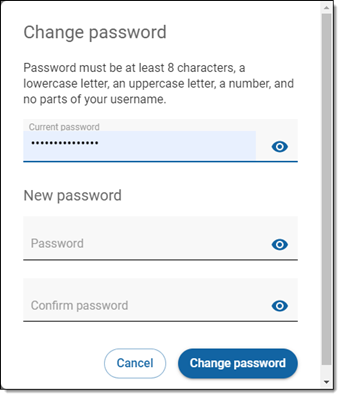 Change password
Password must be at least 8 characters, a
lowercase letter, an uppercase letter, a number, and
no parts of your username.
Current password
•••••••••••••••
New password
Password
Confirm password
Cancel
Change password